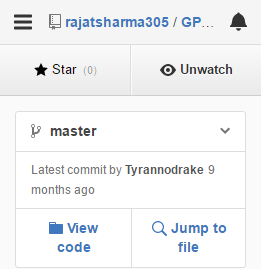 rajatsharma305 / GP...
Star (0) Unwatch
master
Latest commit by Tyrannodrake 9
months ago
View
code
Jump to
file